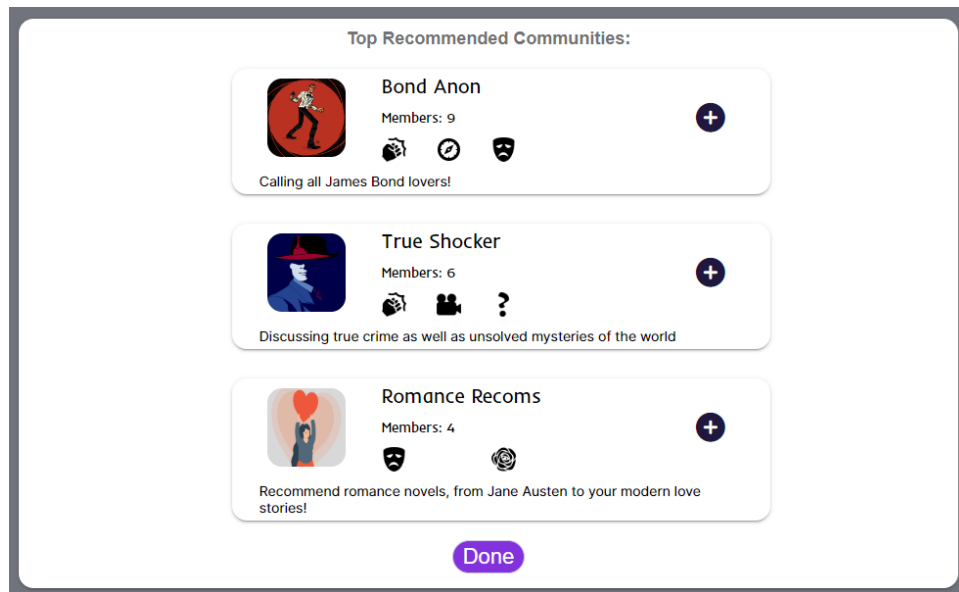 Top Recommended Communities:
Bond Anon
Members: 9
Calling all James Bond lovers!
True Shocker
Members: 6
Discussing true crime as well as unsolved mysteries of the world
Romance Recoms
Members: 4
Recommend romance novels, from Jane Austen to your modern love
stories!
Done